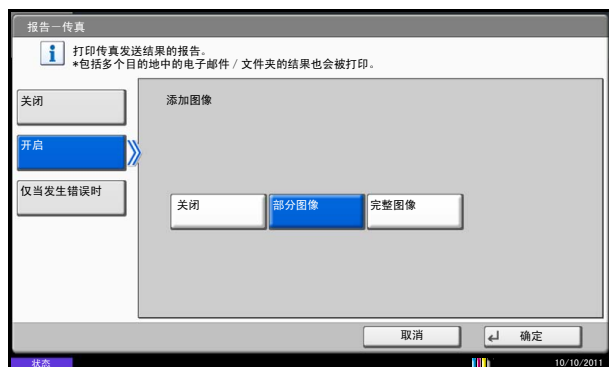 报告－传真
打印传真发送结果的报告。
*包括多个目的地中的电子邮件 / 文件夹的结果也会被打印。
关闭
添加图像
开启
仅当发生错误时
关闭
部分图像
完整图像
取消
确定
状态
10/10/2011